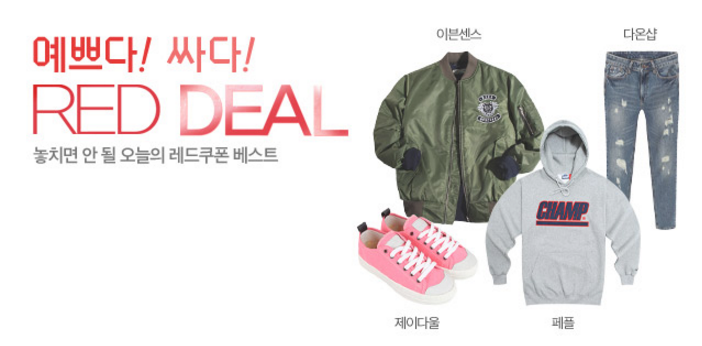 예쁘다! 싸다!
RED DEAL
놓치면 안 될 오늘의 레드쿠폰 베스트
이븐센스
다온샵
CHAMP
제이다울
페플